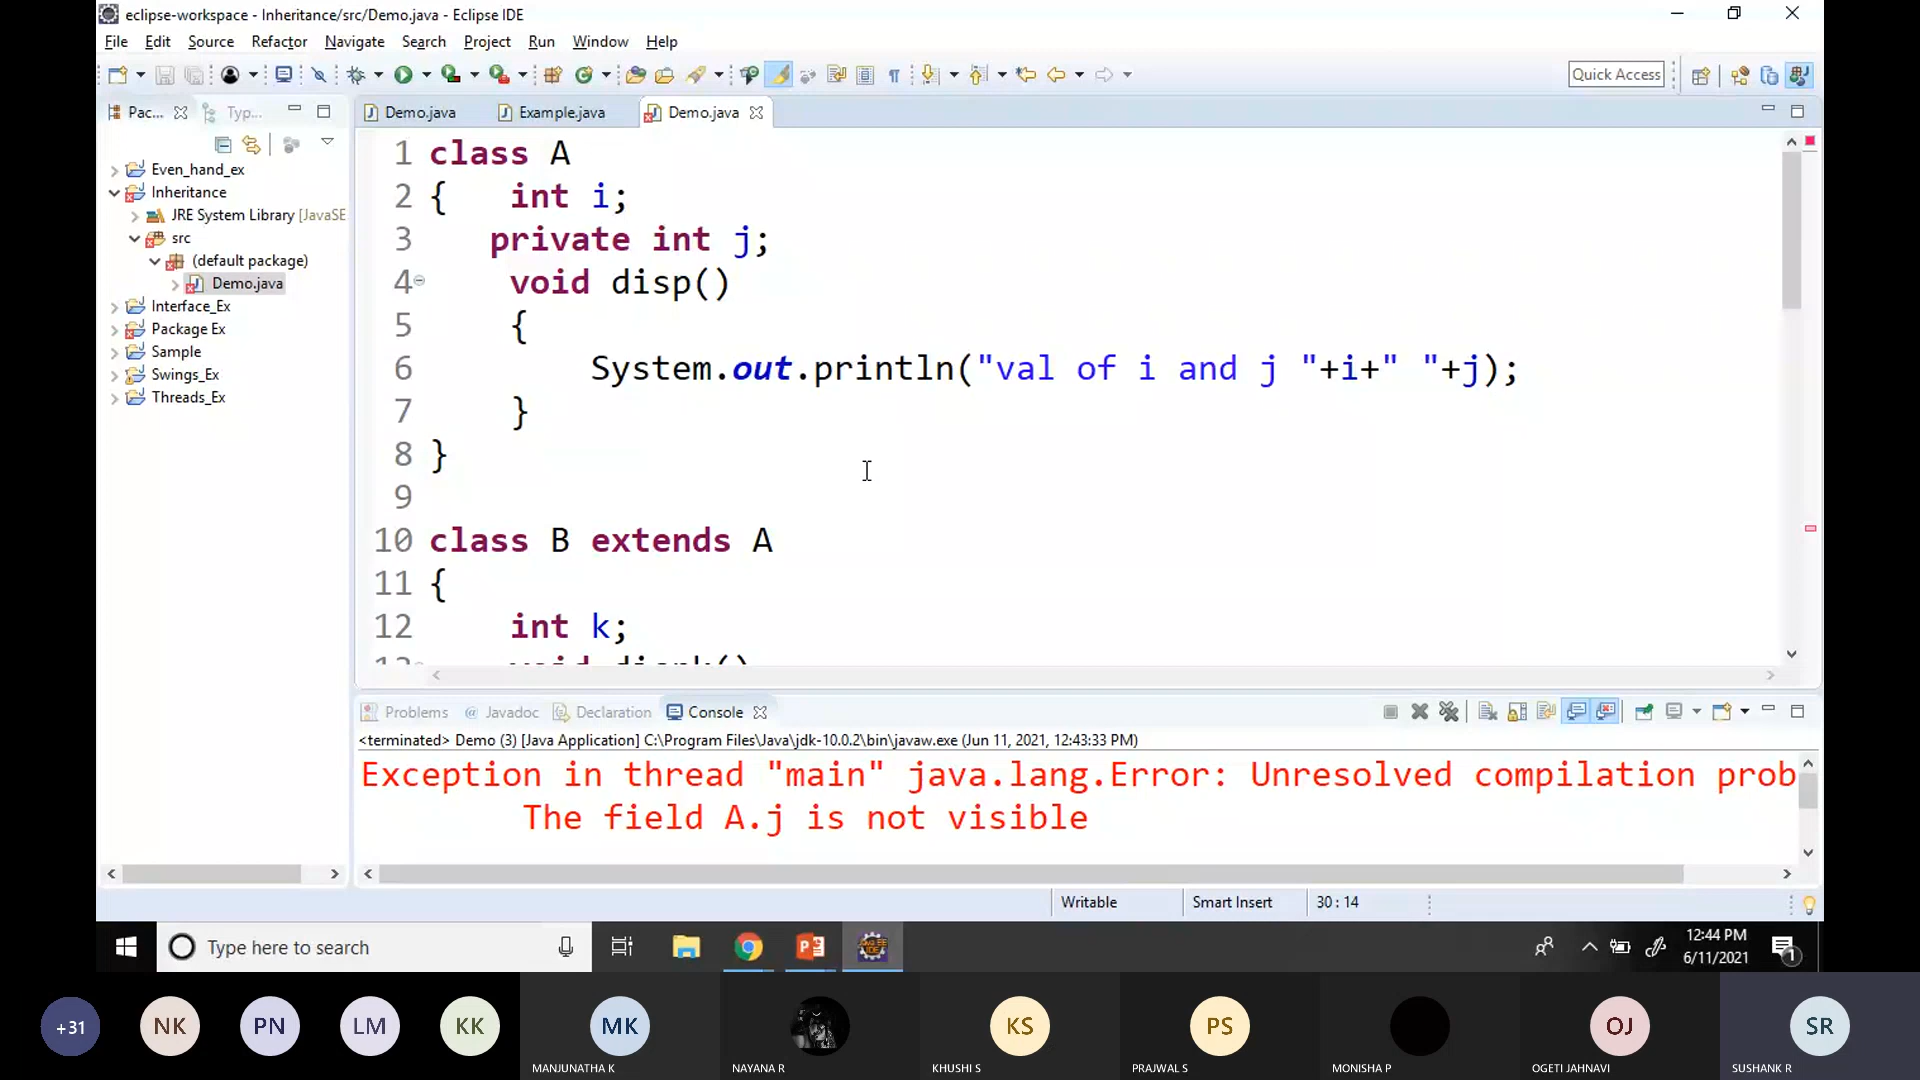 eclipse-workspace - Inheritance/src/Demo.java - Eclipse IDE
File Edit Source Refactor Navigate Search Project Run Window Help
Quick Access
Pac... Typ...
Demo.java Example.java Demo.java
Even_hand_ex
Inheritance
JRE System Library [JavaSE
src
(default package)
Demo.java
Interface_Ex
Package Ex
Sample
Swings_Ex
Threads_Ex
1 class A
2 { int i;
3 private int j;
4 void disp()
5 {
6 System.out.println("val of i and j "+i+" "+j);
7 }
8 }
9
10 class B extends A
11 {
12 int k;
Problems @ Javadoc Declaration Console
<terminated> Demo (3) [Java Application] C:\Program Files\Java\jdk-10.0.2\bin\javaw.exe (Jun 11, 2021, 12:43:33 PM)
Exception in thread "main" java.lang.Error: Unresolved compilation prob
The field A.j is not visible
Writable Smart Insert 30 : 14
Type here to search
12:44 PM
6/11/2021
1
+31 NK PN LM KK MK KS PS OJ SR
MANJUNATHA K NAYANA R KHUSHI S PRAJWAL S MONISHA P OGETI JAHNAVI SUSHANK R